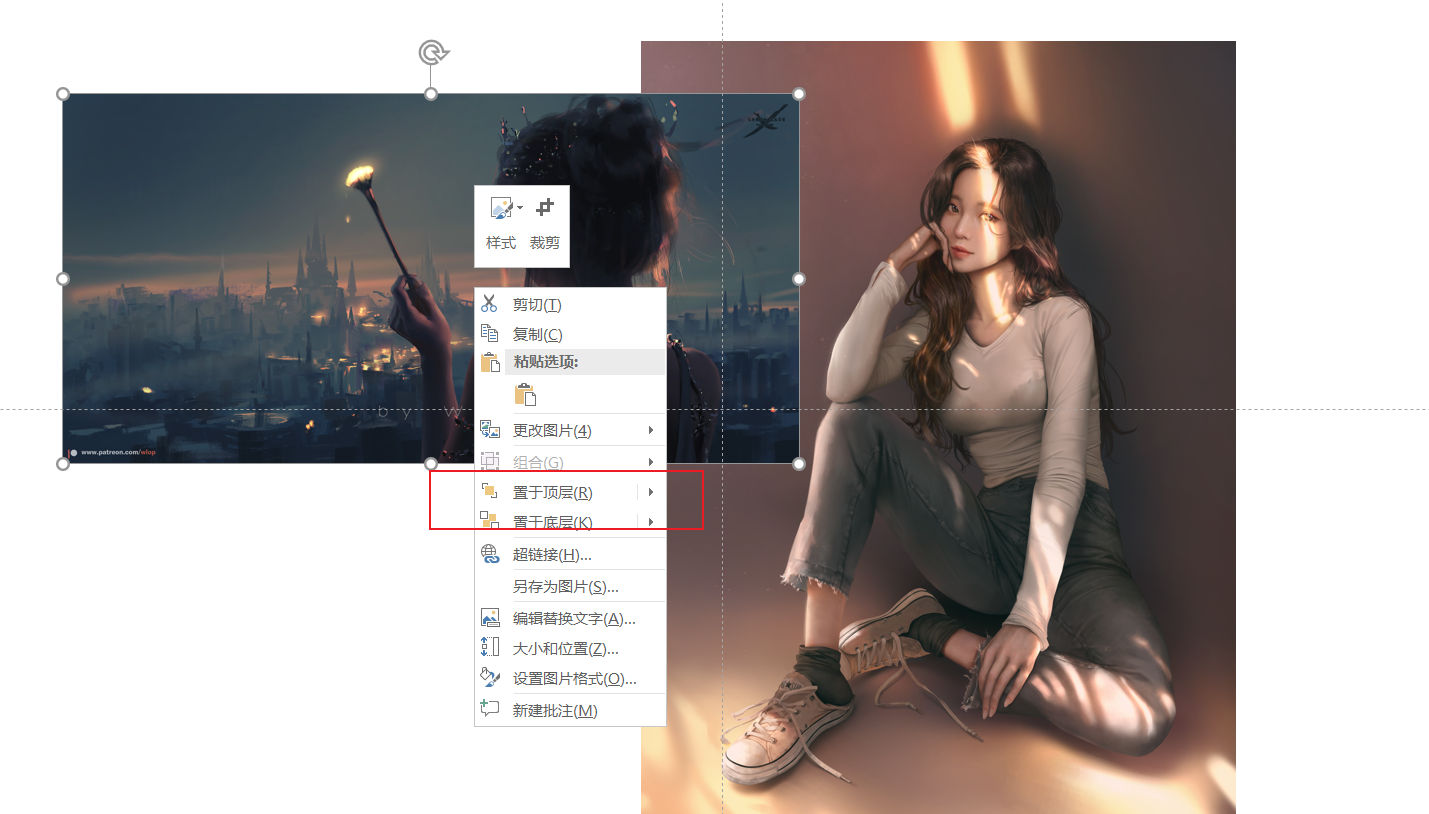 样式 裁剪
剪切(T)
复制(C)
粘贴选项:
更改图片(4)
组合(G)
置于顶层(R)
置于底层(K)
超链接(H)...
另存为图片(S)...
编辑替换文字(A)...
大小和位置(Z)...
设置图片格式(O)...
新建批注(M)
by w
www.patreon.com/wlop